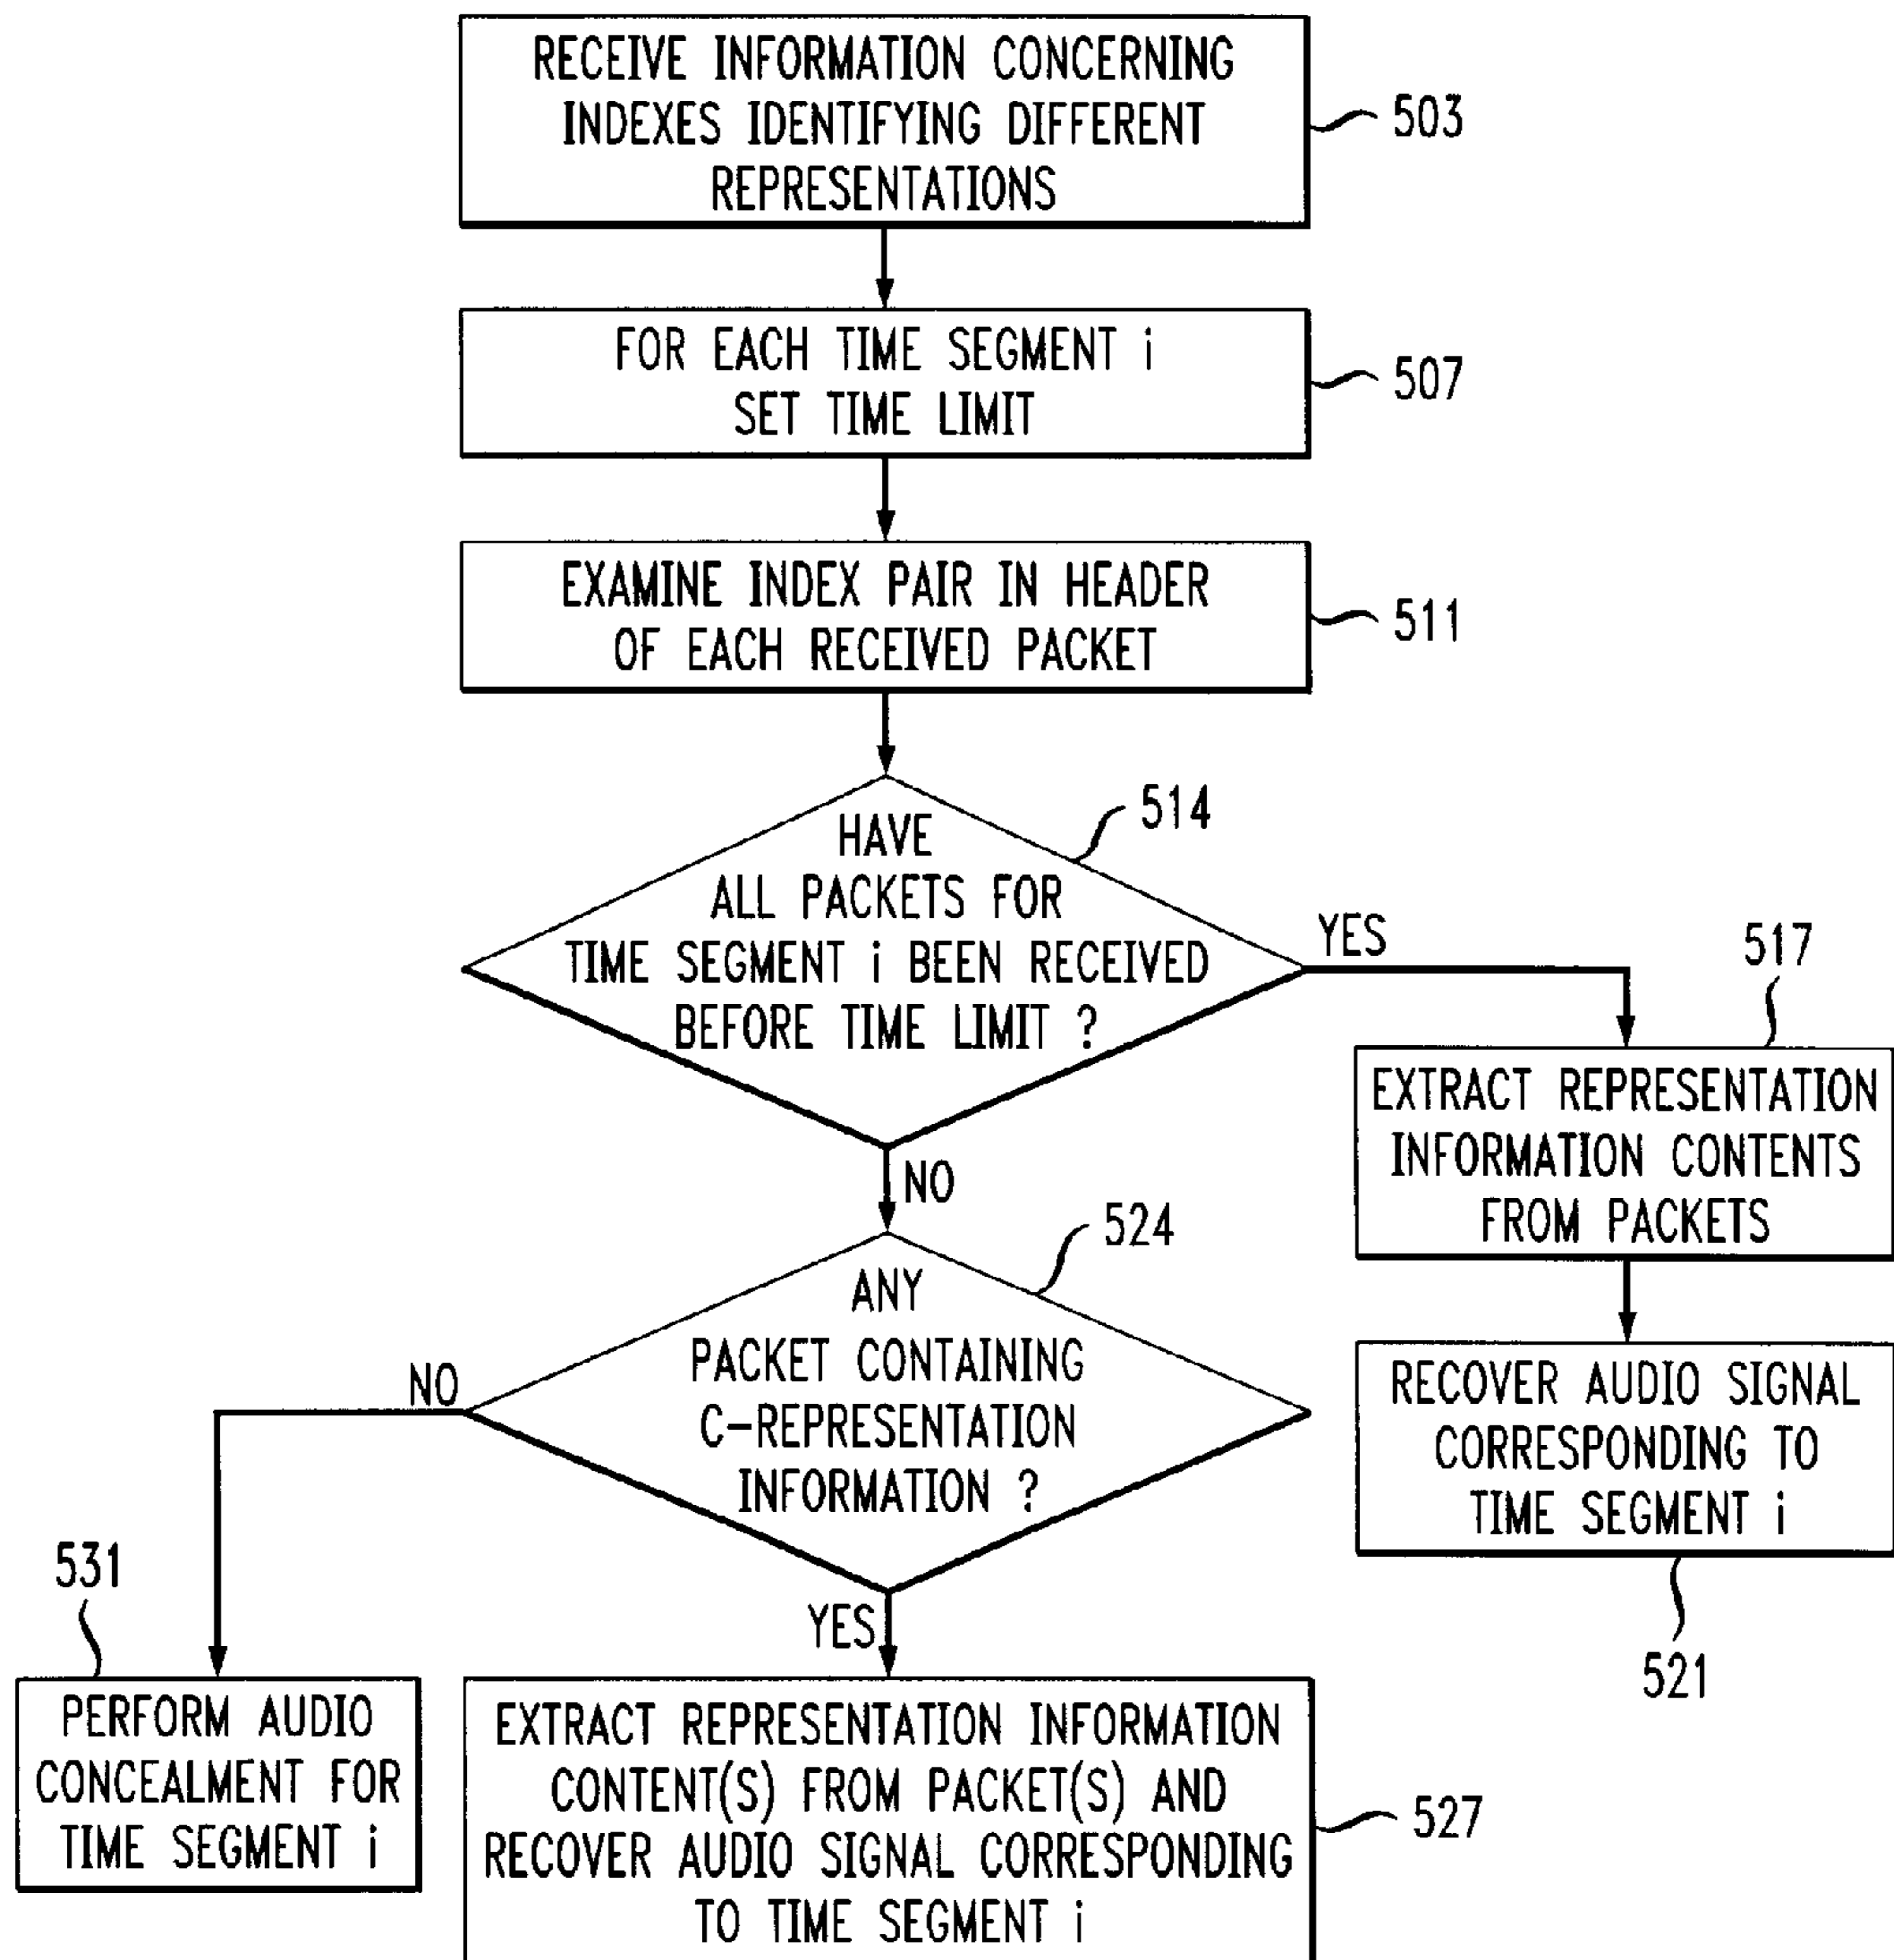 RECEIVE INFORMATION CONCERNING
INDEXES IDENTIFYING DIFFERENT
REPRESENTATIONS
503
FOR EACH TIME SEGMENT i
SET TIME LIMIT
507
EXAMINE INDEX PAIR IN HEADER
OF EACH RECEIVED PACKET
511
HAVE
ALL PACKETS FOR
TIME SEGMENT i BEEN RECEIVED
BEFORE TIME LIMIT ?
514
YES
517
EXTRACT REPRESENTATION
INFORMATION CONTENTS
FROM PACKETS
RECOVER AUDIO SIGNAL
CORRESPONDING TO
TIME SEGMENT i
521
NO
524
ANY
PACKET CONTAINING
C-REPRESENTATION
INFORMATION ?
NO
531
PERFORM AUDIO
CONCEALMENT FOR
TIME SEGMENT i
YES
EXTRACT REPRESENTATION INFORMATION
CONTENT(S) FROM PACKET(S) AND
RECOVER AUDIO SIGNAL CORRESPONDING
TO TIME SEGMENT i
527